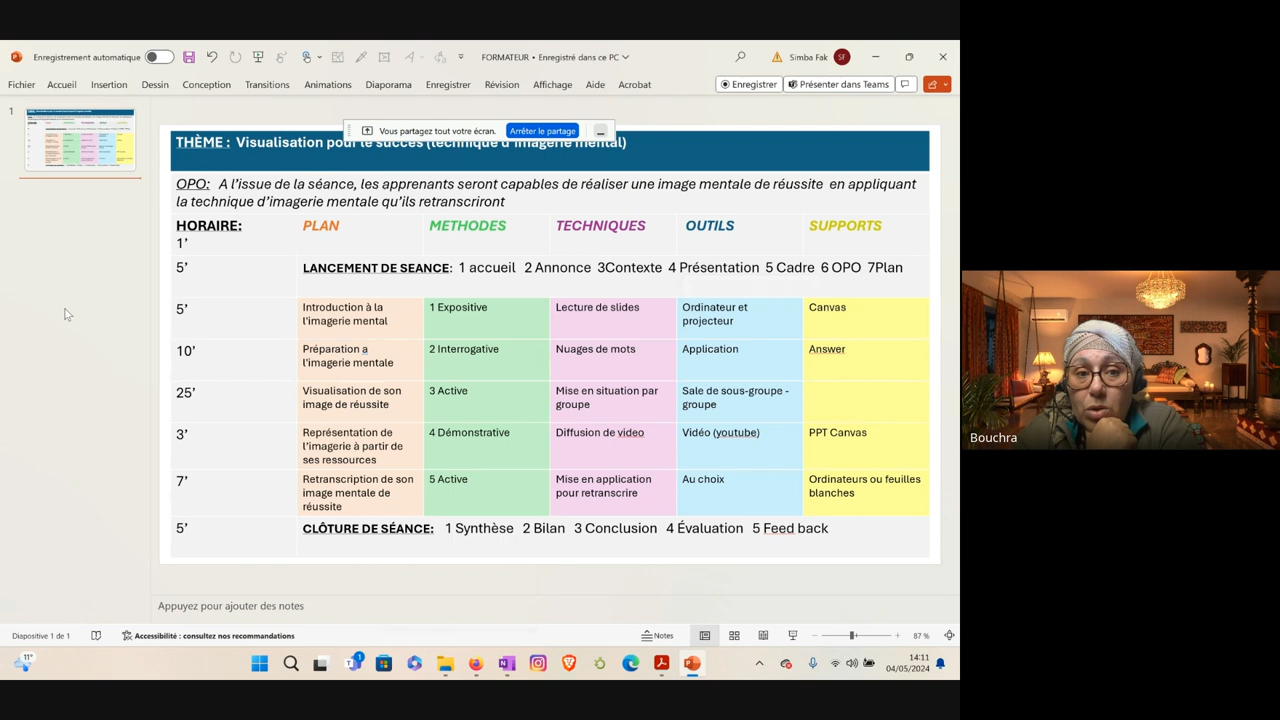 Enregistrement automatique
FORMATEUR • Enregistré dans ce PC
Simba Fak
SF
Fichier Accueil Insertion Dessin Conception Transitions Animations Diaporama Enregistrer Révision Affichage Aide Acrobat
Enregistrer
Présenter dans Teams
1
Vous partagez tout votre écran. Arrêter le partage
THÈME : Visualisation pour le succès (technique d'imagerie mental)
OPO: A l'issue de la séance, les apprenants seront capables de réaliser une image mentale de réussite en appliquant
la technique d'imagerie mentale qu'ils retranscriront
HORAIRE: PLAN METHODES TECHNIQUES OUTILS SUPPORTS
1'
5' LANCEMENT DE SEANCE: 1 accueil 2 Annonce 3Contexte 4 Présentation 5 Cadre 6 OPO 7Plan
5' Introduction à la 1 Expositive Lecture de slides Ordinateur et Canvas
l'imagerie mental projecteur
10' Préparation a 2 Interrogative Nuages de mots Application Answer
l'imagerie mentale
25' Visualisation de son 3 Active Mise en situation par Sale de sous-groupe -
image de réussite groupe groupe
3' Représentation de 4 Démonstrative Diffusion de video Vidéo (youtube) PPT Canvas
l'imagerie à partir de
ses ressources
7' Retranscription de son 5 Active Mise en application Au choix Ordinateurs ou feuilles
image mentale de pour retranscrire blanches
réussite
5' CLÔTURE DE SÉANCE: 1 Synthèse 2 Bilan 3 Conclusion 4 Évaluation 5 Feed back
Appuyez pour ajouter des notes
Diapositive 1 de 1
Accessibilité : consultez nos recommandations
Notes
87 %
11°
1
14:11
04/05/2024
Bouchra